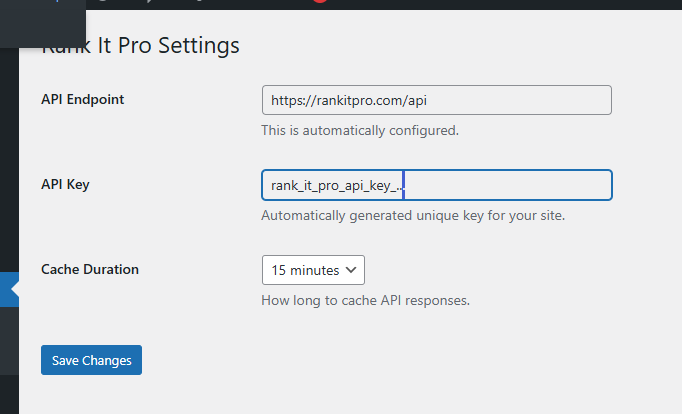 Rank It Pro Settings
API Endpoint
https://rankitpro.com/api
This is automatically configured.
API Key
rank_it_pro_api_key_...
Automatically generated unique key for your site.
Cache Duration
15 minutes
How long to cache API responses.
Save Changes